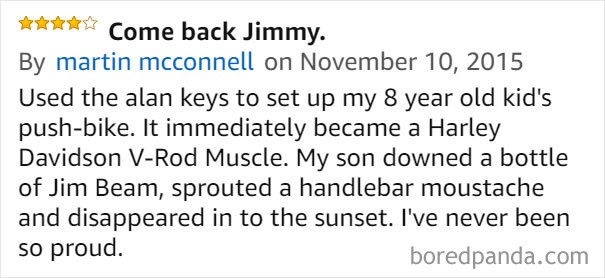 Come back Jimmy.
By martin mcconnell on November 10, 2015
Used the alan keys to set up my 8 year old kid's
push-bike. It immediately became a Harley
Davidson V-Rod Muscle. My son downed a bottle
of Jim Beam, sprouted a handlebar moustache
and disappeared in to the sunset. I've never been
so proud.
boredpanda.com